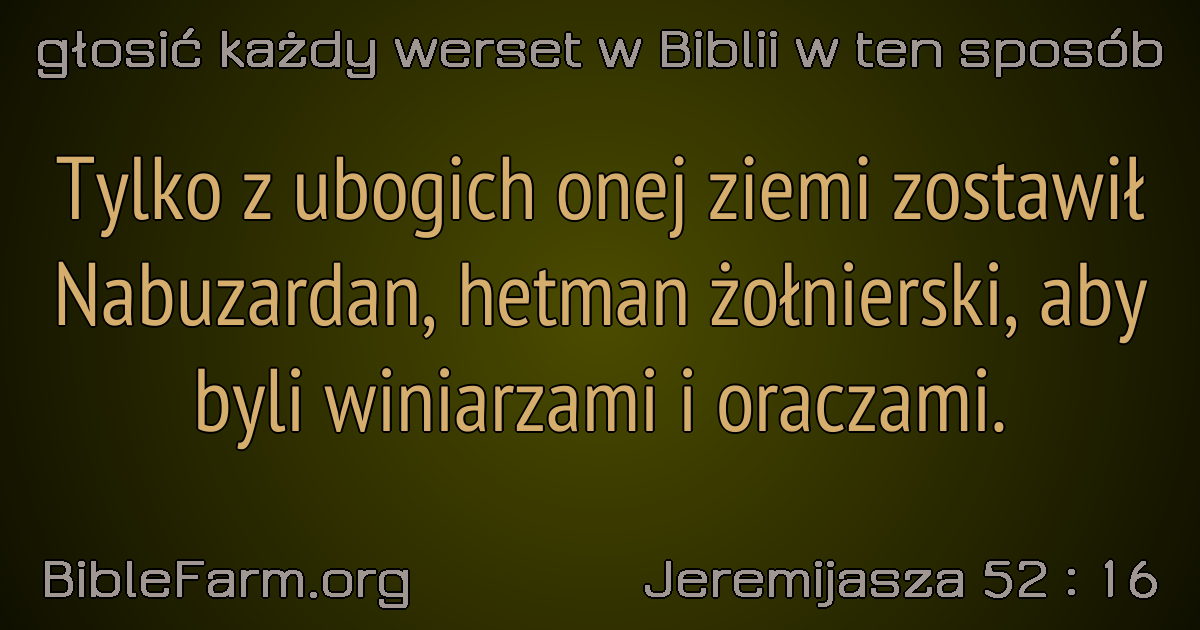 głosić każdy werset w Biblii w ten sposób
Tylko z ubogich onej ziemi zostawił
Nabuzardan, hetman żołnierski, aby
byli winiarzami i oraczami.
BibleFarm.org
Jeremijasza 52 : 16